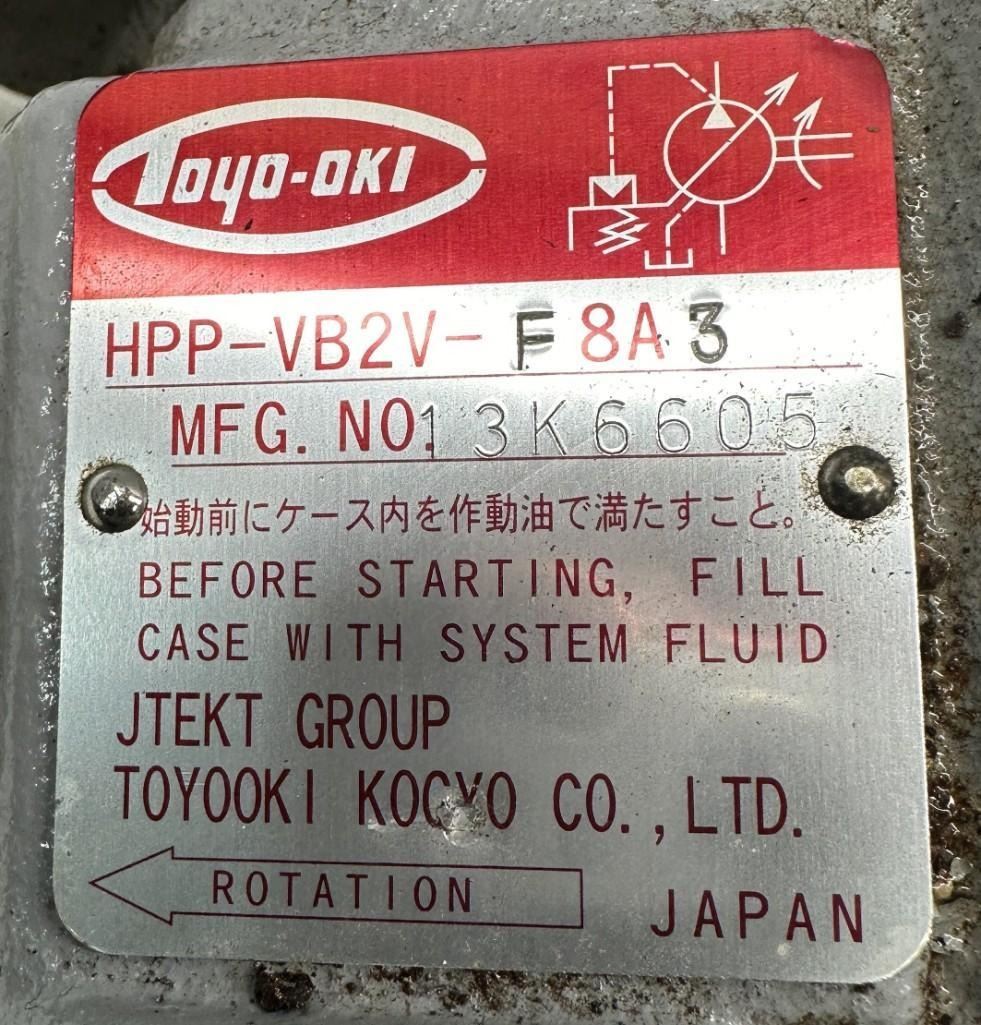 TOYO-OKI
HPP-VB2V-F8A3
MFG. NO. 13K6605
始動前にケース内を作動油で満たすこと。
BEFORE STARTING, FILL
CASE WITH SYSTEM FLUID
JTEKT GROUP
TOYOOKI KOGYO CO.,LTD.
ROTATION
JAPAN